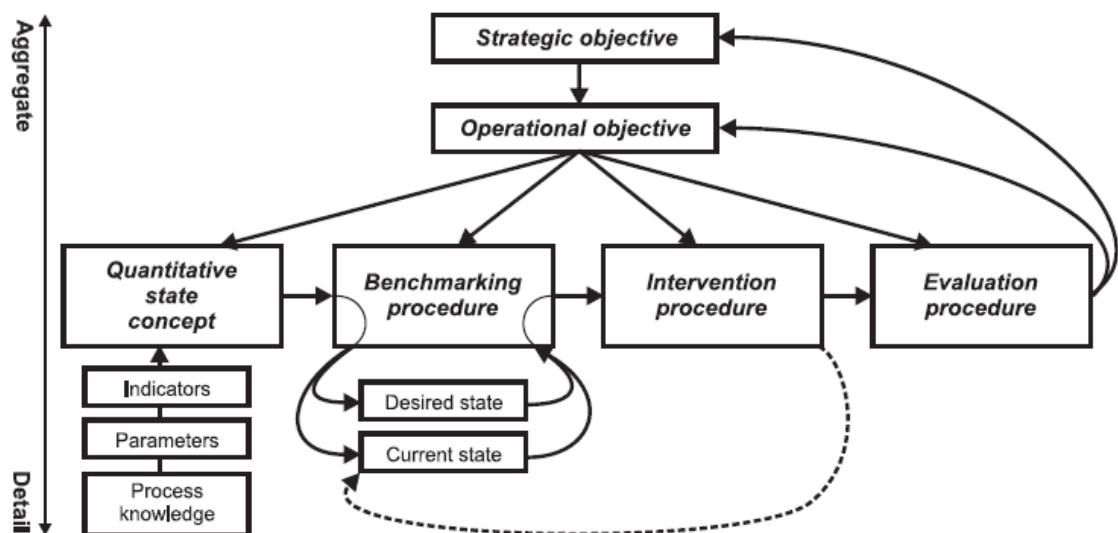 Aggregate
Detail
Strategic objective
Operational objective
Quantitative
state
concept
Benchmarking
procedure
Intervention
procedure
Evaluation
procedure
Indicators
Parameters
Process
knowledge
Desired state
Current state